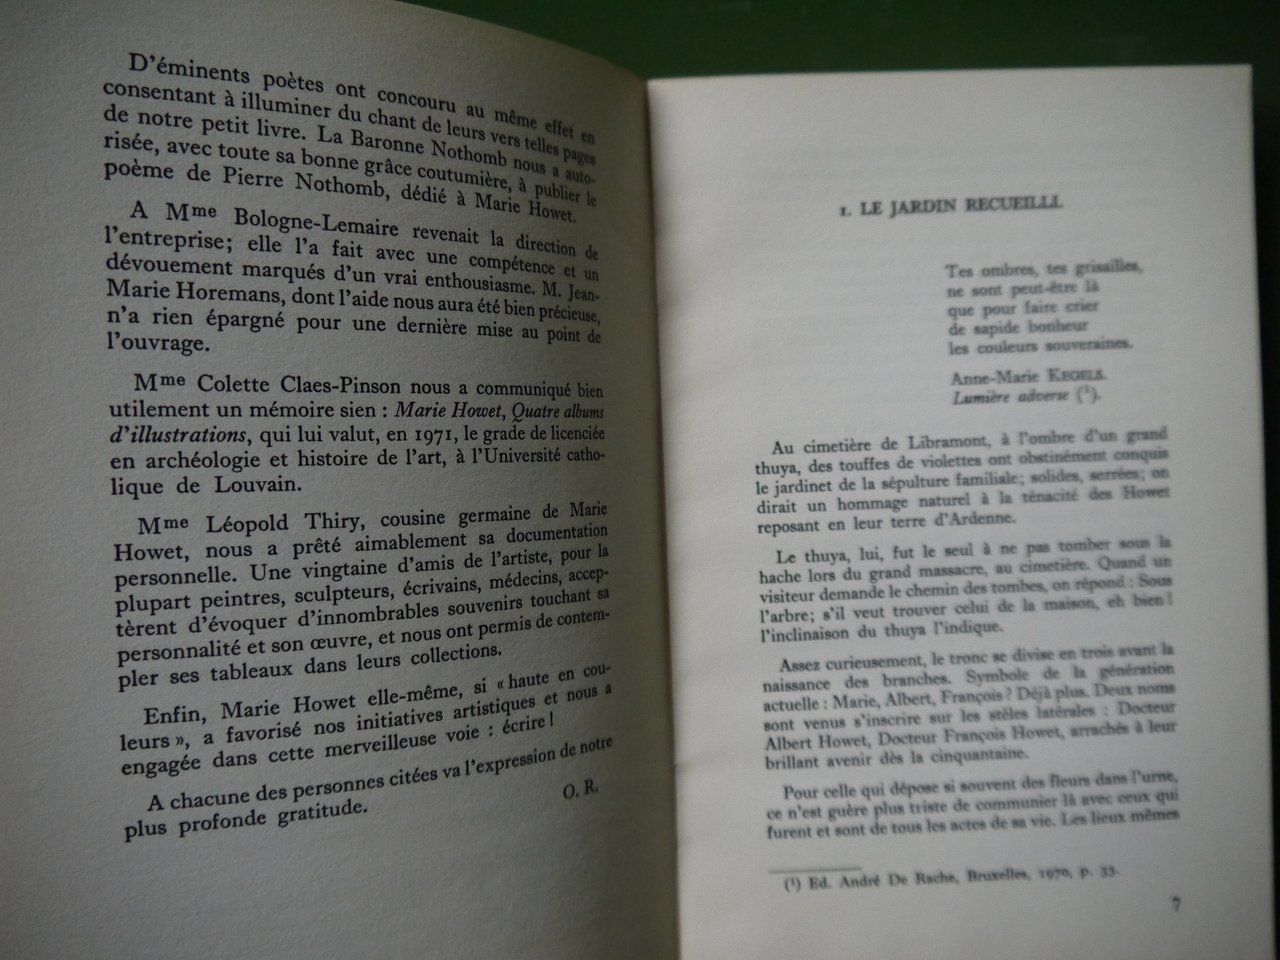 D'éminents poètes ont concouru au même effet en
consentant à illuminer du chant de leurs vers telles pages
de notre petit livre. La Baronne Nothomb nous a auto-
risée, avec toute sa bonne grâce coutumière, à publier le
poème de Pierre Nothomb, dédié à Marie Howet.
A Mme Bologne-Lemaire revenait la direction de
l'entreprise; elle l'a fait avec une compétence et un
dévouement marqués d'un vrai enthousiasme. M. Jean-
Marie Horemans, dont l'aide nous aura été bien précieuse,
n'a rien épargné pour une dernière mise au point de
l'ouvrage.
Mme Colette Claes-Pinson nous a communiqué bien
utilement un mémoire sien : Marie Howet, Quatre albums
d'illustrations, qui lui valut, en 1971, le grade de licenciée
en archéologie et histoire de l'art, à l'Université catho-
lique de Louvain.
Mme Léopold Thiry, cousine germaine de Marie
Howet, nous a prêté aimablement sa documentation
personnelle. Une vingtaine d'amis de l'artiste, pour la
plupart peintres, sculpteurs, écrivains, médecins, accep-
tèrent d'évoquer d'innombrables souvenirs touchant sa
personnalité et son œuvre, et nous ont permis de contem-
pler ses tableaux dans leurs collections.
Enfin, Marie Howet elle-même, si « haute en cou-
leurs », a favorisé nos initiatives artistiques et nous a
engagée dans cette merveilleuse voie : écrire !
A chacune des personnes citées va l'expression de notre
plus profonde gratitude.
O. R.
1. LE JARDIN RECUEILLI.
Tes ombres, tes grisailles,
ne sont peut-être là
que pour faire crier
de sapide bonheur
les couleurs souveraines.
Anne-Marie KEGELS.
Lumière adverse (1).
Au cimetière de Libramont, à l'ombre d'un grand
thuya, des touffes de violettes ont obstinément conquis
le jardinet de la sépulture familiale; solides, serrées; on
dirait un hommage naturel à la ténacité des Howet
reposant en leur terre d'Ardenne.
Le thuya, lui, fut le seul à ne pas tomber sous la
hache lors du grand massacre, au cimetière. Quand un
visiteur demande le chemin des tombes, on répond : Sous
l'arbre; s'il veut trouver celui de la maison, eh bien !
l'inclinaison du thuya l'indique.
Assez curieusement, le tronc se divise en trois avant la
naissance des branches. Symbole de la génération
actuelle : Marie, Albert, François ? Déjà plus. Deux noms
sont venus s'inscrire sur les stèles latérales : Docteur
Albert Howet, Docteur François Howet, arrachés à leur
brillant avenir dès la cinquantaine.
Pour celle qui dépose si souvent des fleurs dans l'urne,
ce n'est guère plus triste de communier là avec ceux qui
furent et sont de tous les actes de sa vie. Les lieux mêmes
(1) Ed. André De Rache, Bruxelles, 1970, p. 33.
7